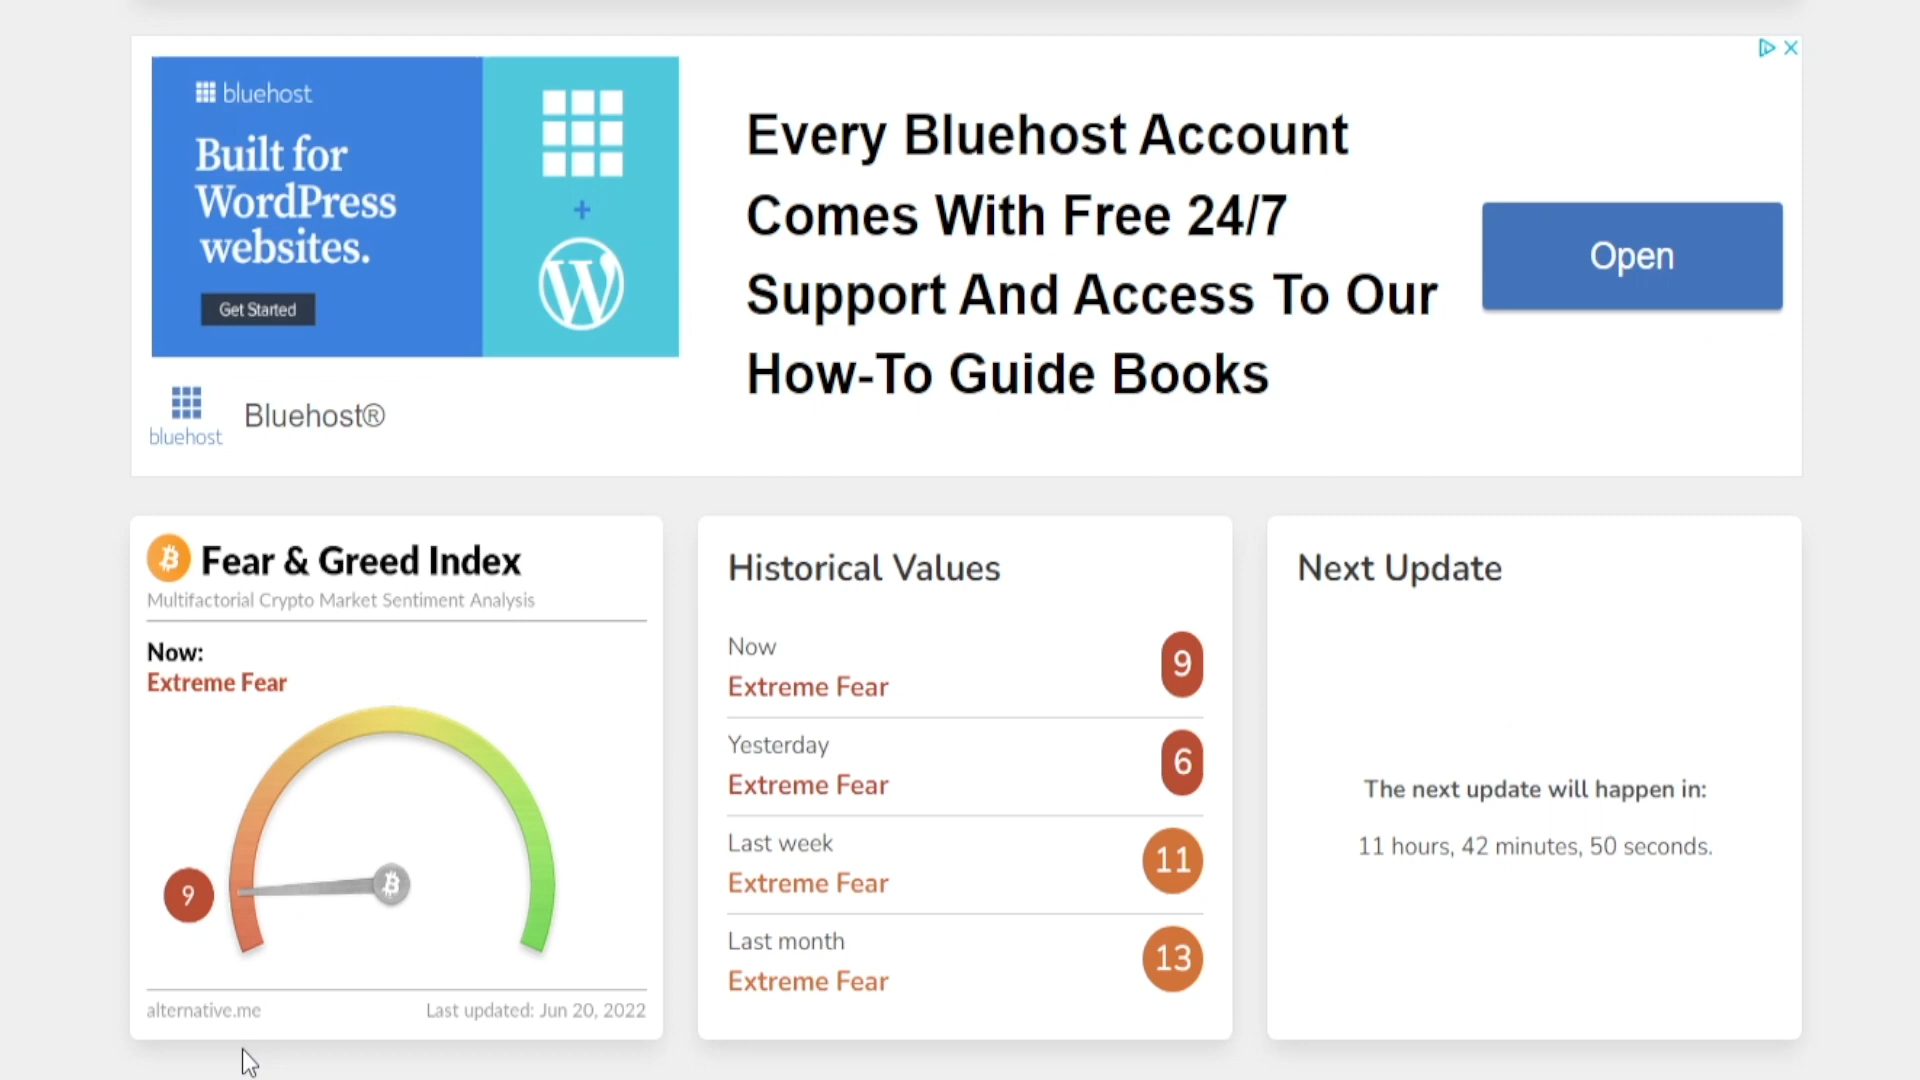 bluehost
Built for
WordPress
websites.
Get Started
+
bluehost
Bluehost®
Every Bluehost Account
Comes With Free 24/7
Support And Access To Our
How-To Guide Books
Open
Fear & Greed Index
Multifactorial Crypto Market Sentiment Analysis
Now:
Extreme Fear
9
alternative.me
Last updated: Jun 20, 2022
Historical Values
Now
Extreme Fear
9
Yesterday
Extreme Fear
6
Last week
Extreme Fear
11
Last month
Extreme Fear
13
Next Update
The next update will happen in:
11 hours, 42 minutes, 50 seconds.